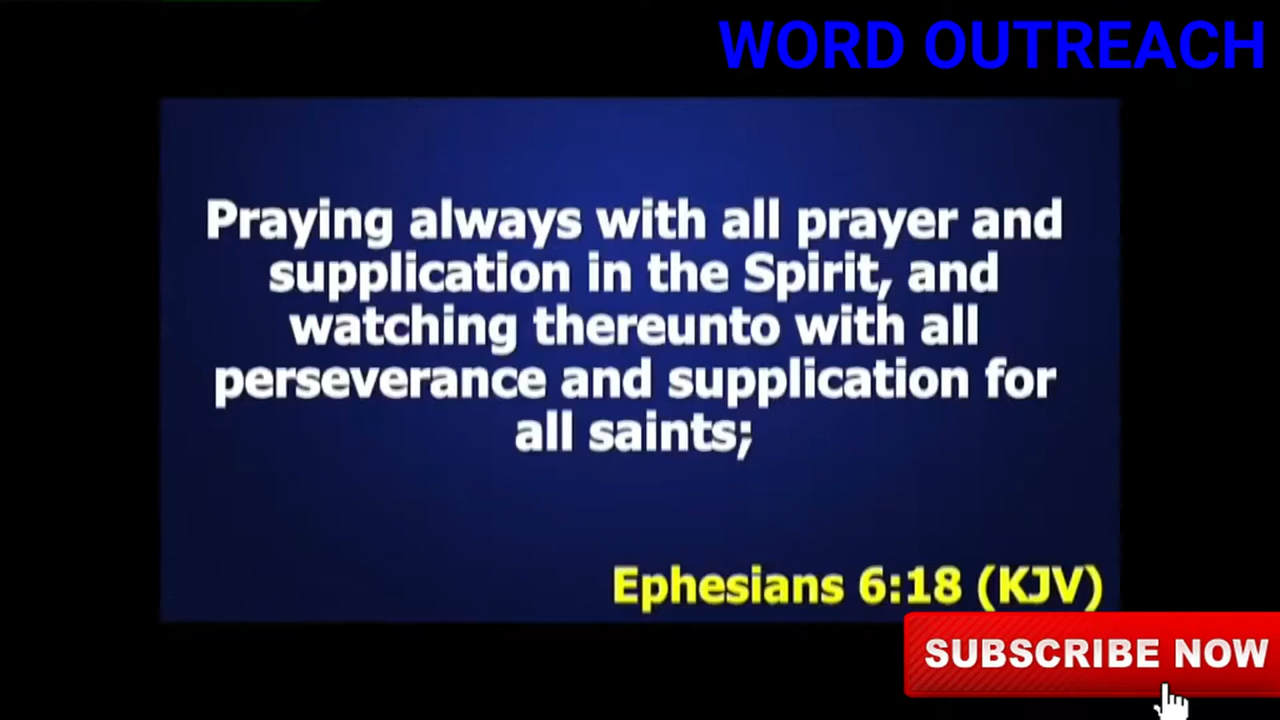 WORD OUTREACH
Praying always with all prayer and
supplication in the Spirit, and
watching thereunto with all
perseverance and supplication for
all saints;
Ephesians 6:18 (KJV)
SUBSCRIBE NOW